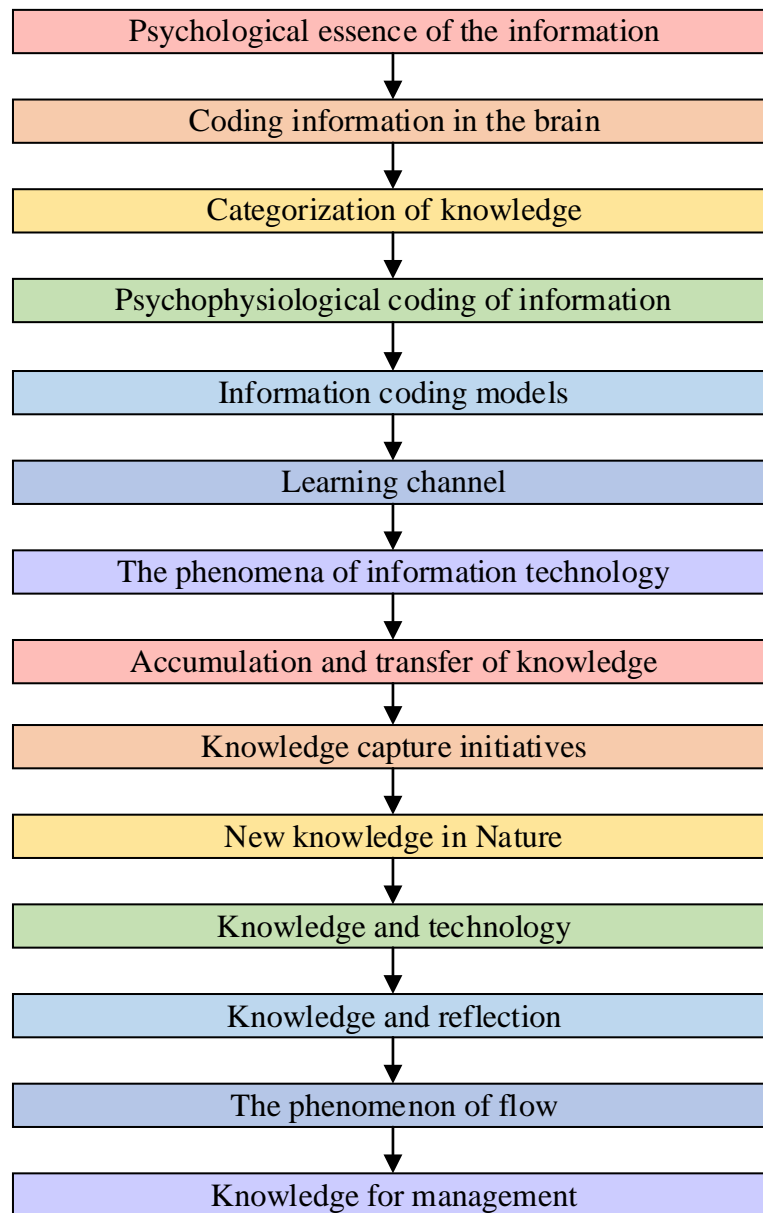 Psychological essence of the information
Coding information in the brain
Categorization of knowledge
Psychophysiological coding of information
Information coding models
Learning channel
The phenomena of information technology
Accumulation and transfer of knowledge
Knowledge capture initiatives
New knowledge in Nature
Knowledge and technology
Knowledge and reflection
The phenomenon of flow
Knowledge for management